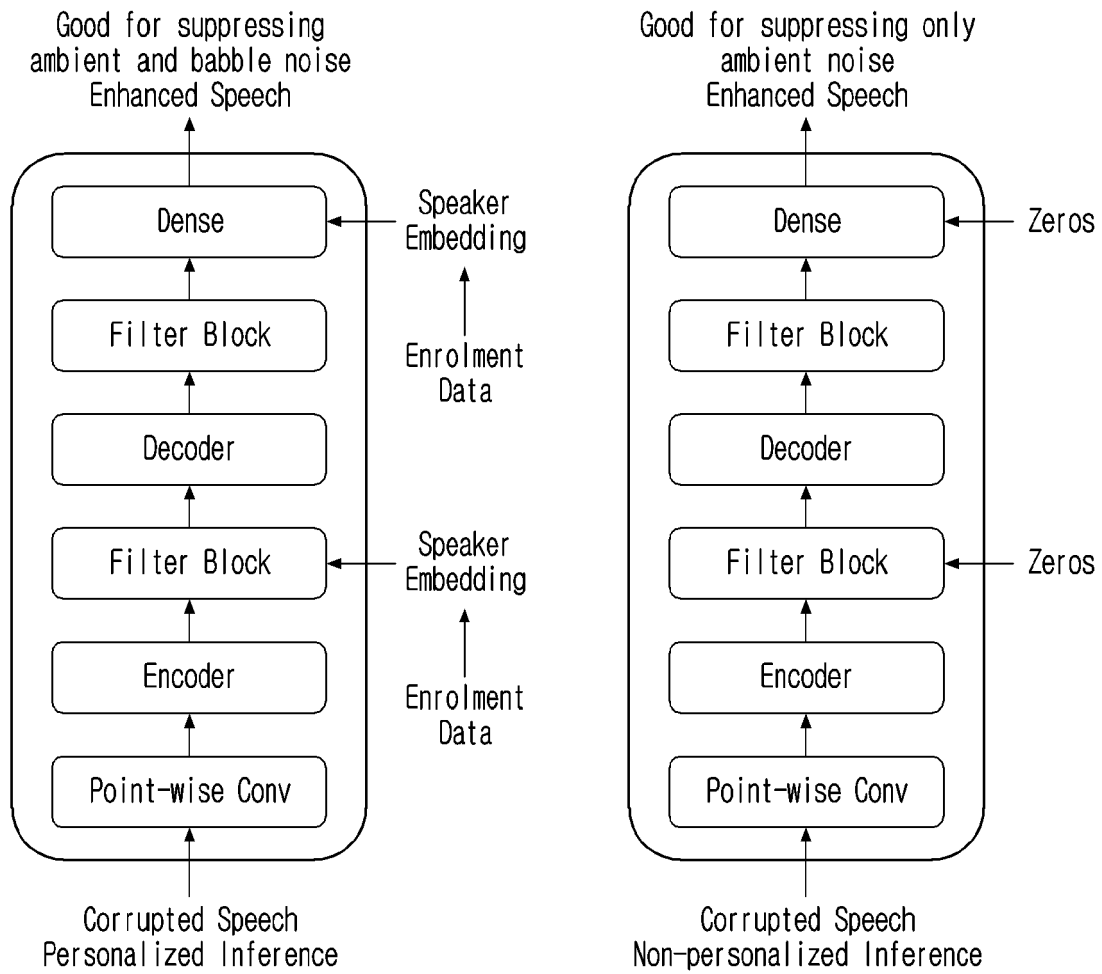 Good for suppressing
ambient and babble noise
Enhanced Speech
Dense
Speaker
Embedding
Filter Block
Enrolment
Data
Decoder
Filter Block
Speaker
Embedding
Encoder
Enrolment
Data
Point-wise Conv
Corrupted Speech
Personalized Inference
Good for suppressing only
ambient noise
Enhanced Speech
Dense
Zeros
Filter Block
Decoder
Filter Block
Zeros
Encoder
Point-wise Conv
Corrupted Speech
Non-personalized Inference